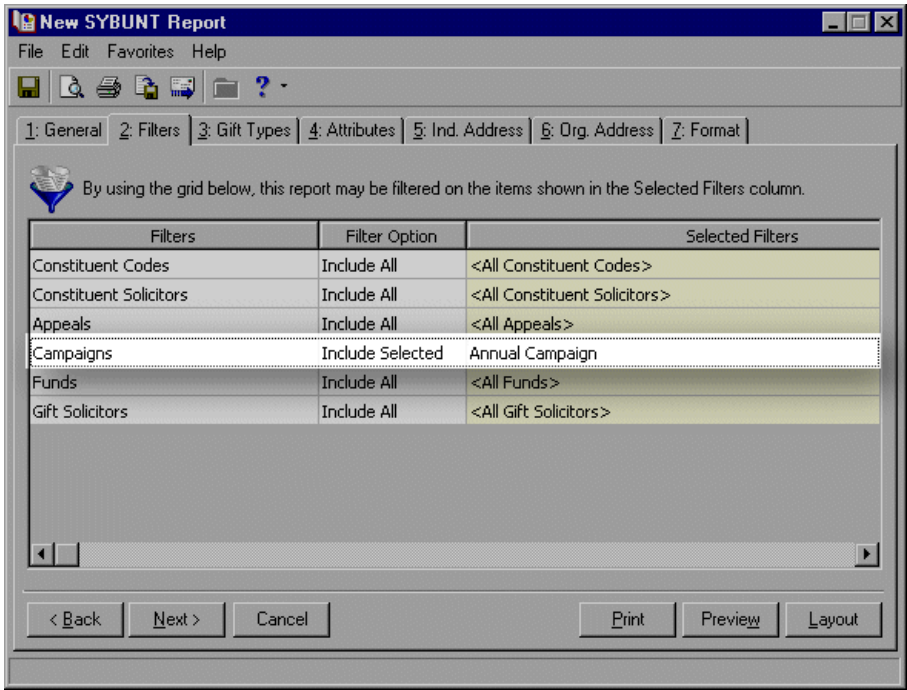 New SYBUNT Report
File Edit Favorites Help
?
1: General 2: Filters 3: Gift Types 4: Attributes 5: Ind. Address 6: Org. Address 7: Format
By using the grid below, this report may be filtered on the items shown in the Selected Filters column.
Filters Filter Option Selected Filters
Constituent Codes Include All <All Constituent Codes>
Constituent Solicitors Include All <All Constituent Solicitors>
Appeals Include All <All Appeals>
Campaigns Include Selected Annual Campaign
Funds Include All <All Funds>
Gift Solicitors Include All <All Gift Solicitors>
< Back Next > Cancel Print Preview Layout